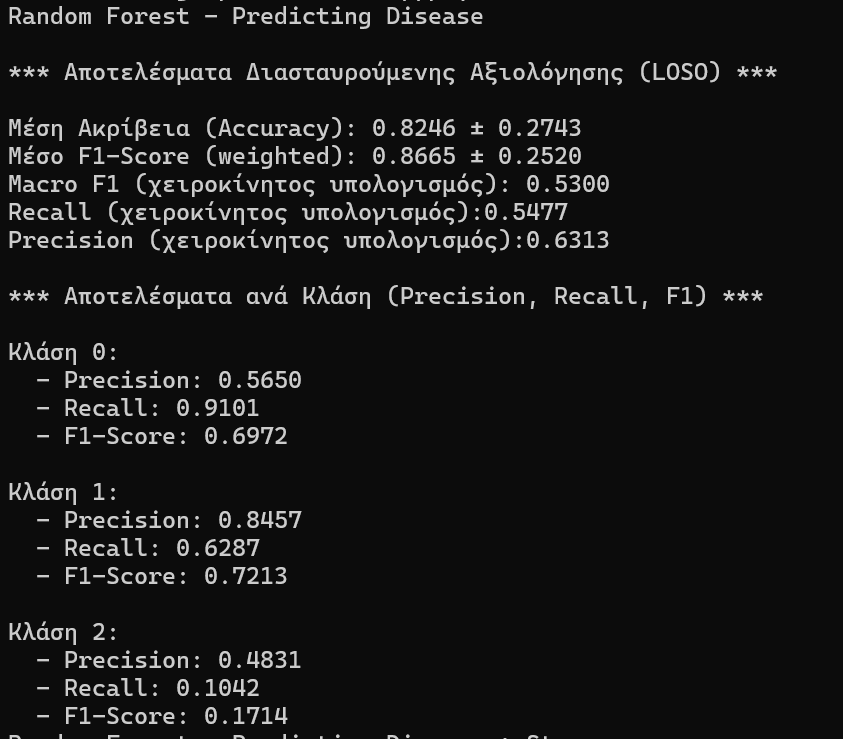 Random Forest - Predicting Disease
*** Αποτελέσματα Διασταυρούμενης Αξιολόγησης (LOSO) ***
Μέση Ακρίβεια (Accuracy): 0.8246 ± 0.2743
Μέσο F1-Score (weighted): 0.8665 ± 0.2520
Macro F1 (χειροκίνητος υπολογισμός): 0.5300
Recall (χειροκίνητος υπολογισμός):0.5477
Precision (χειροκίνητος υπολογισμός):0.6313
*** Αποτελέσματα ανά Κλάση (Precision, Recall, F1) ***
Κλάση 0:
- Precision: 0.5650
- Recall: 0.9101
- F1-Score: 0.6972
Κλάση 1:
- Precision: 0.8457
- Recall: 0.6287
- F1-Score: 0.7213
Κλάση 2:
- Precision: 0.4831
- Recall: 0.1042
- F1-Score: 0.1714
Random Forest - Predicting Disease